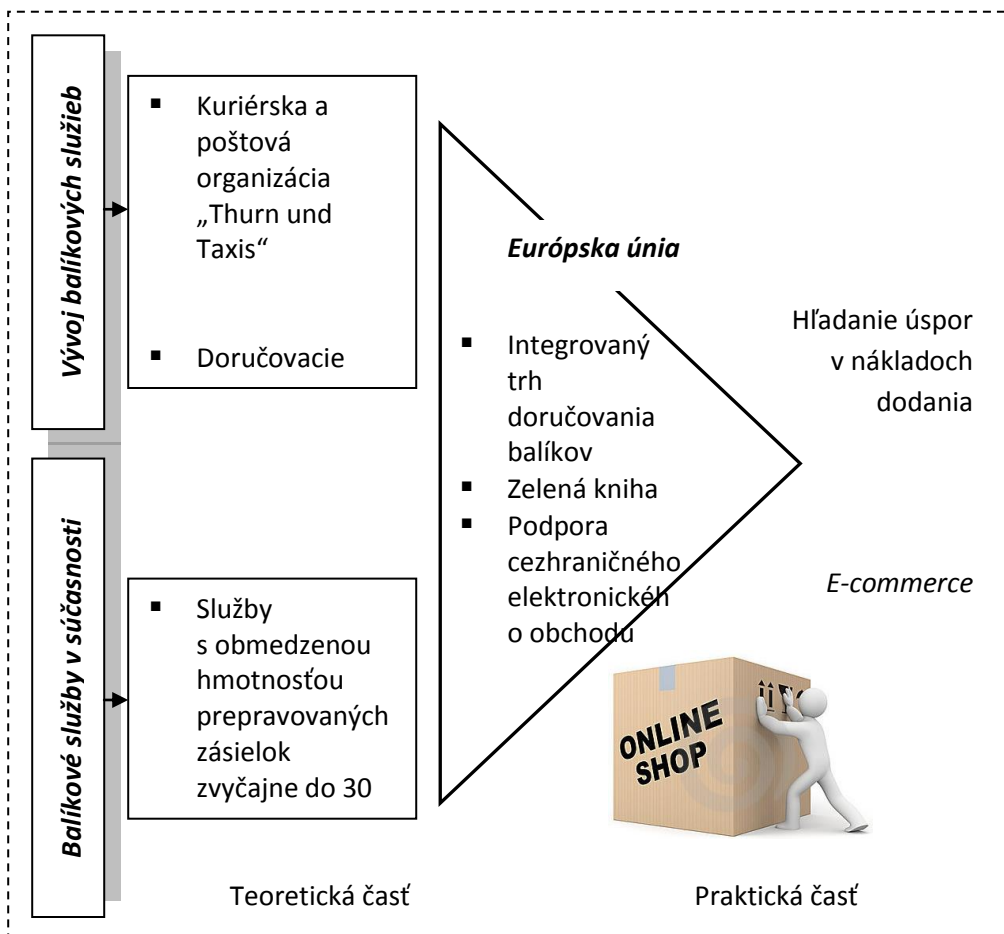 Vývoj balíkových služieb
▪ Kuriérska a
poštová
organizácia
„Thurn und
Taxis“
▪ Doručovacie
Balíkové služby v súčasnosti
▪ Služby
s obmedzenou
hmotnosťou
prepravovaných
zásielok
zvyčajne do 30
Európska únia
▪ Integrovaný
trh
doručovania
balíkov
▪ Zelená kniha
▪ Podpora
cezhraničného
elektronickéh
o obchodu
Hľadanie úspor
v nákladoch
dodania
E-commerce
ONLINE
SHOP
Teoretická časť
Praktická časť